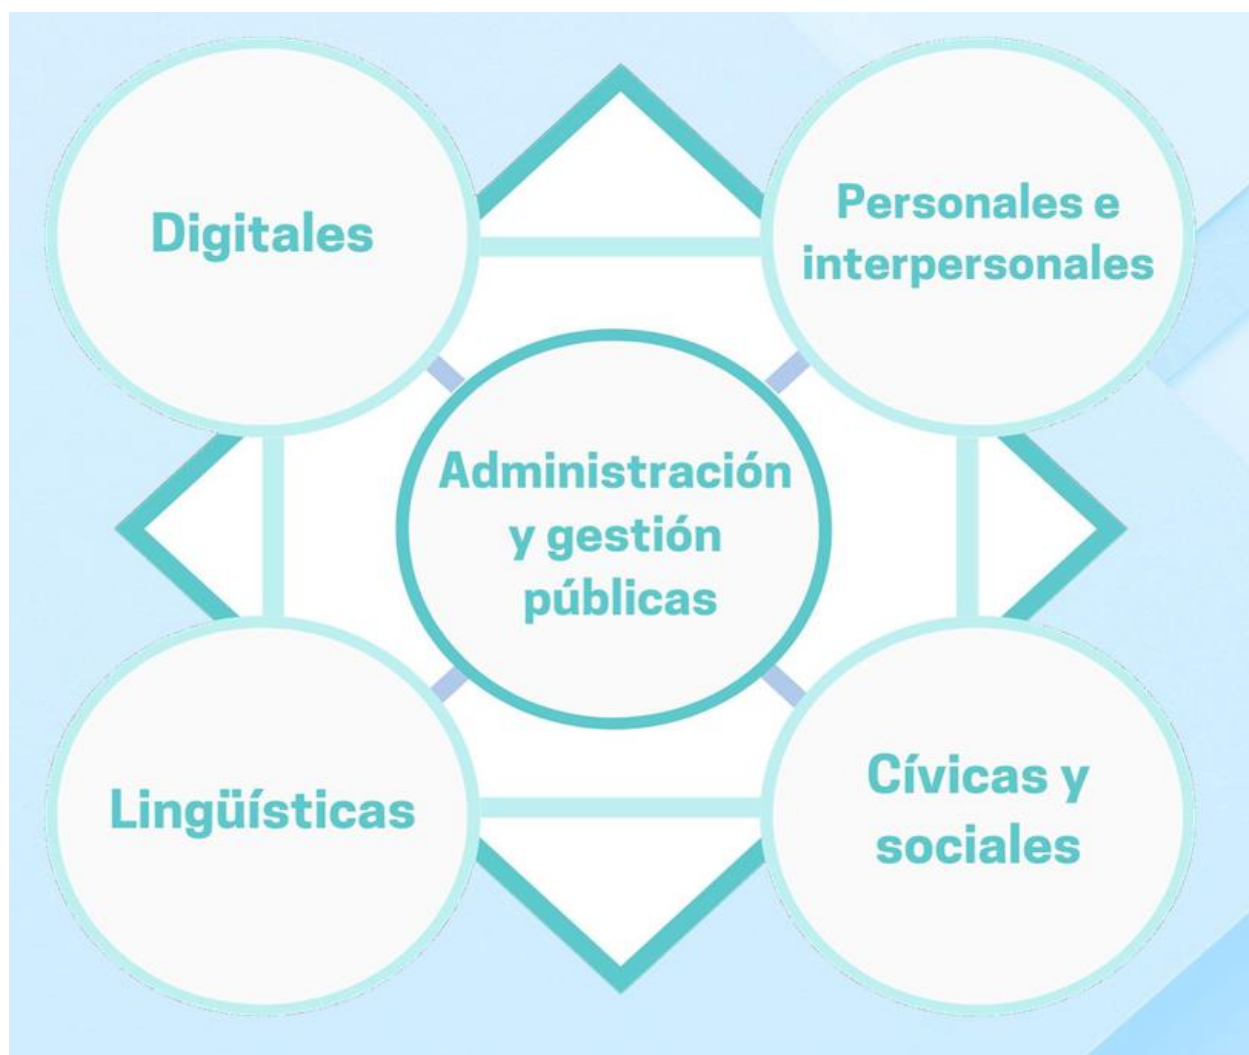 Digitales
Personales e
interpersonales
Administración
y gestión
públicas
Lingüísticas
Cívicas y
sociales